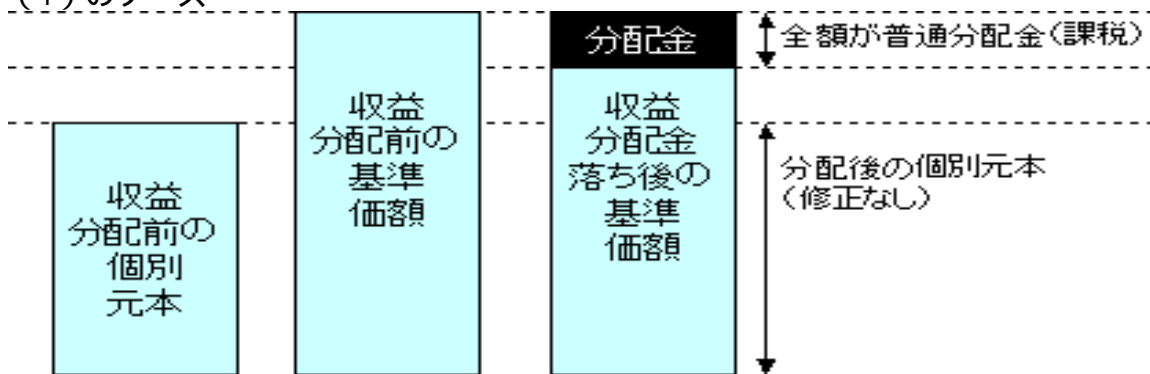 収益
分配前の
個別
元本
収益
分配前の
基準
価額
分配金
収益
分配金
落ち後の
基準
価額
全額が普通分配金(課税)
分配後の個別元本
(修正なし)